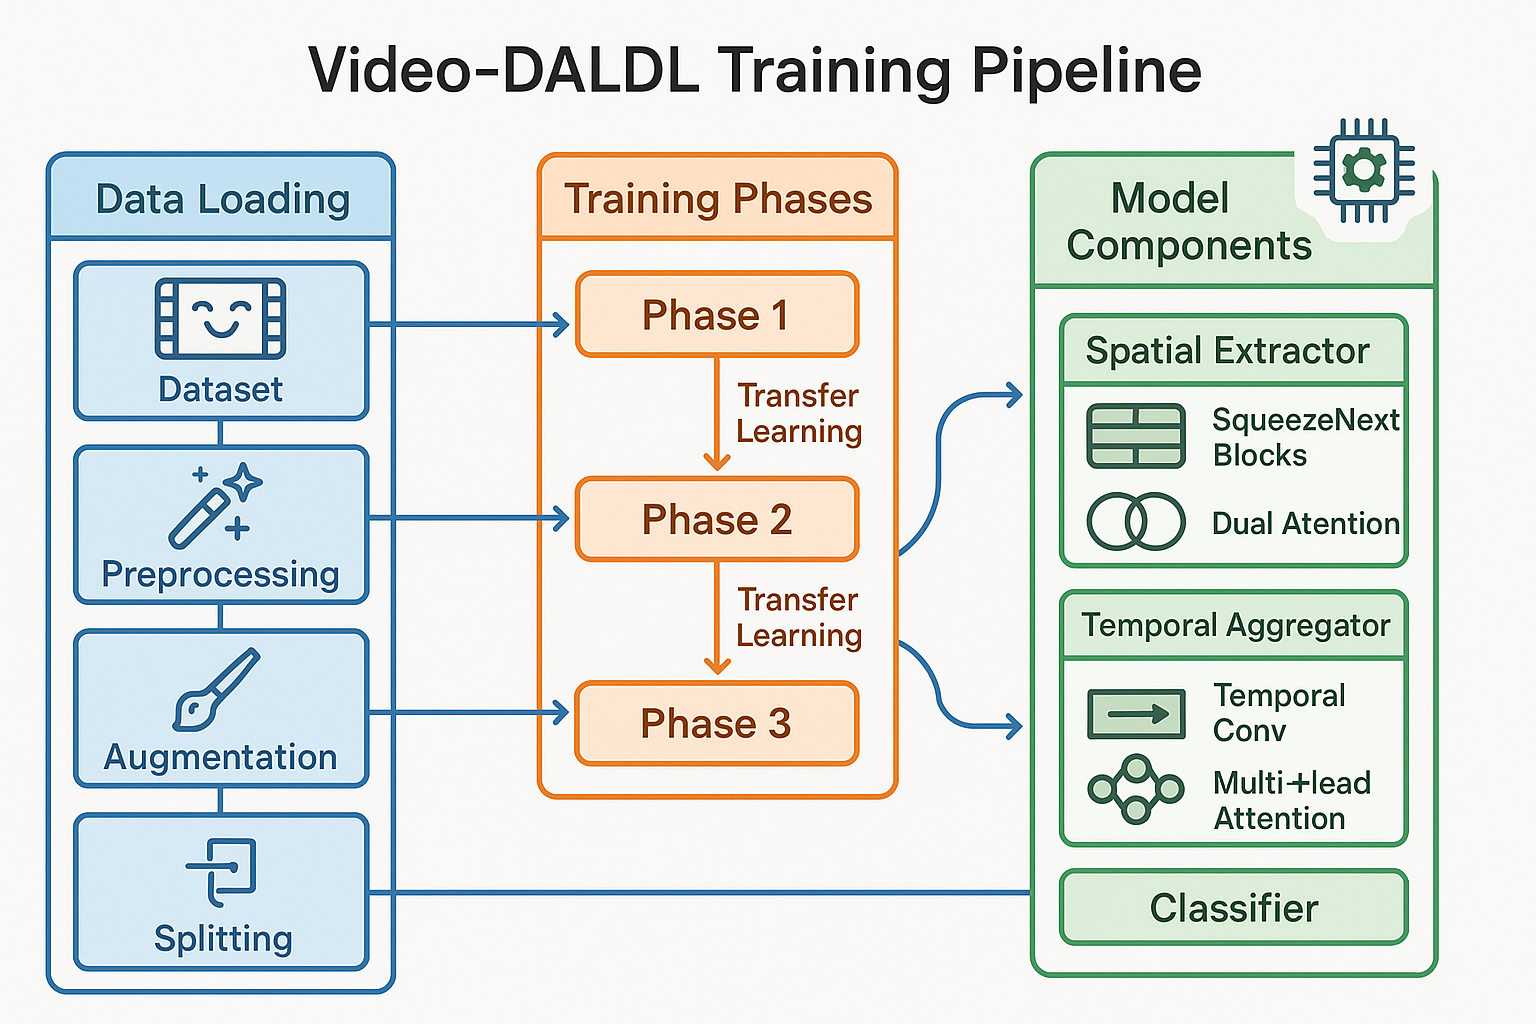 Video-DALDL Training Pipeline
Data Loading
Dataset
Preprocessing
Augmentation
Splitting
Training Phases
Phase 1
Transfer
Learning
Phase 2
Transfer
Learning
Phase 3
Model
Components
Spatial Extractor
SqueezeNext
Blocks
Dual Atention
Temporal Aggregator
Temporal
Conv
Multi-+lead
Attention
Classifier